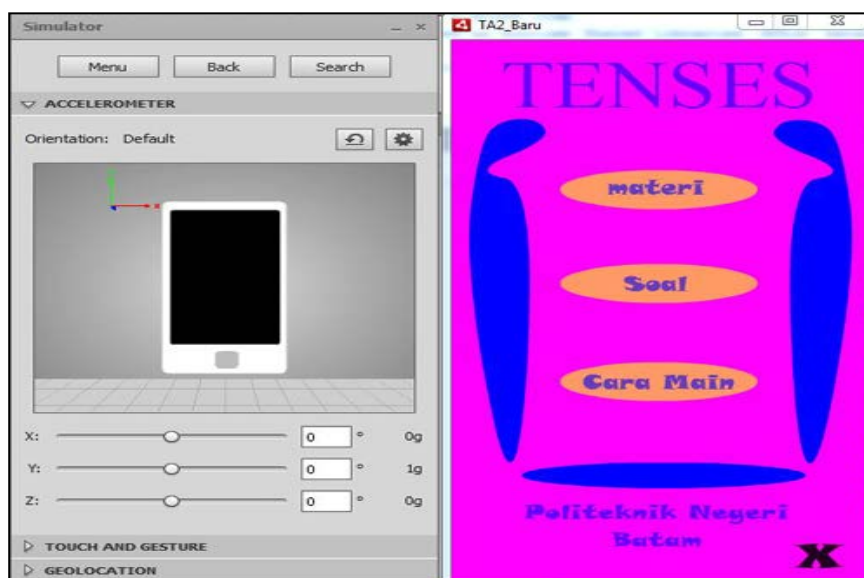 Simulator
Menu
Back
Search
ACCELEROMETER
Orientation: Default
X:
0
°
0g
Y:
0
°
1g
Z:
0
°
0g
TOUCH AND GESTURE
GEOLOCATION
TA2_Baru
TENSES
materi
Soal
Cara Main
Politeknik Negeri
Batam
X